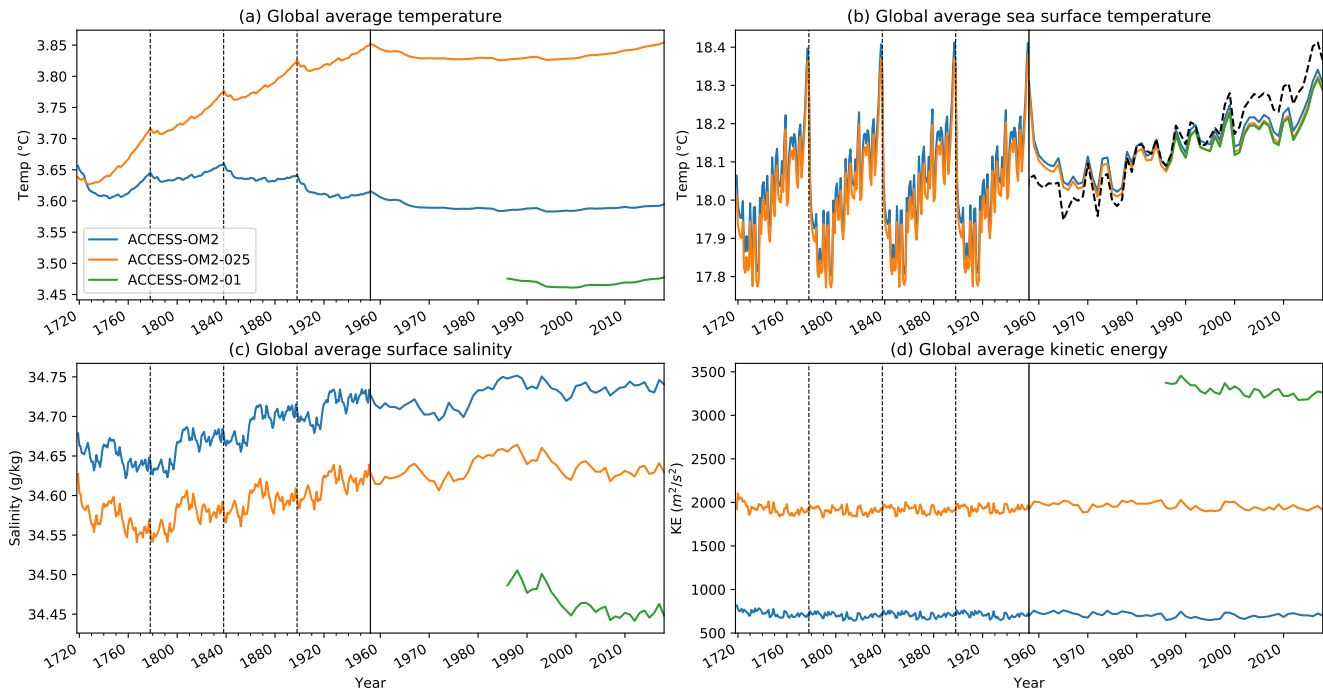 (a) Global average temperature
3.85
3.80
3.75
3.70
3.65
3.60
3.55
3.50
3.45
Temp (°C)
ACCESS-OM2
ACCESS-OM2-025
ACCESS-OM2-01
1720 1760 1800 1840 1880 1920 1960 1980 1990 2000 2010
(b) Global average sea surface temperature
18.4
18.3
18.2
18.1
18.0
17.9
17.8
Temp (°C)
1720 1760 1800 1840 1880 1920 1960 1970 1980 1990 2000 2010
(c) Global average surface salinity
34.75
34.70
34.65
34.60
34.55
34.50
34.45
Salinity (g/kg)
1720 1760 1800 1840 1880 1920 1960 1970 1980 1990 2000 2010
Year
(d) Global average kinetic energy
3500
3000
2500
2000
1500
1000
500
KE (m²/s²)
1720 1760 1800 1840 1880 1920 1960 1970 1980 1990 2000 2010
Year